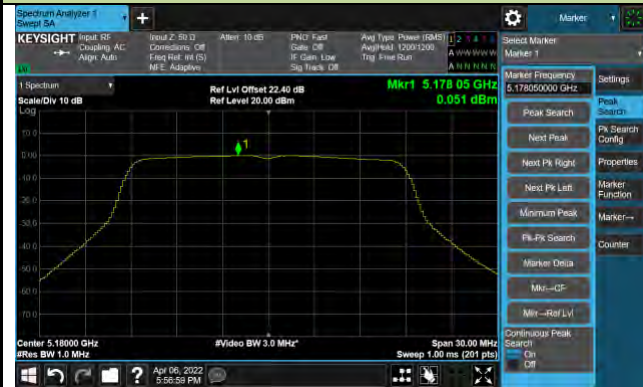 Spectrum Analyzer 1
Swept SA
+
Marker
KEYSIGHT Input: RF
Coupling: AC
Align: Auto
Input Z: 50 Ω
Corrections: Off
Freq Ref: Int (S)
NFE: Adaptive
Atten: 10 dB
PNO: Fast
Gate: Off
IF Gain: Low
Sig Track: Off
Avg Type: Power (RMS)
Avg|Hold: 1200/1200
Trig: Free Run
1 2 3 4 5 6
A W W W W W
A N N N N N
LXI
Select Marker
Marker 1
1 Spectrum
Scale/Div 10 dB
Log
Ref Lvl Offset 22.40 dB
Ref Level 20.00 dBm
Mkr1 5.178 05 GHz
0.051 dBm
10.0
0.00
-10.0
-20.0
-30.0
-40.0
-50.0
-60.0
-70.0
1
Center 5.18000 GHz
#Res BW 1.0 MHz
#Video BW 3.0 MHz*
Span 30.00 MHz
Sweep 1.00 ms (201 pts)
Marker Frequency
5.178050000 GHz
Peak Search
Next Peak
Next Pk Right
Next Pk Left
Minimum Peak
Pk-Pk Search
Marker Delta
Mkr→CF
Mkr→Ref Lvl
Continuous Peak
Search
On
Off
Settings
Peak
Search
Pk Search
Config
Properties
Marker
Function
Marker→
Counter
?
Apr 06, 2022
5:56:59 PM